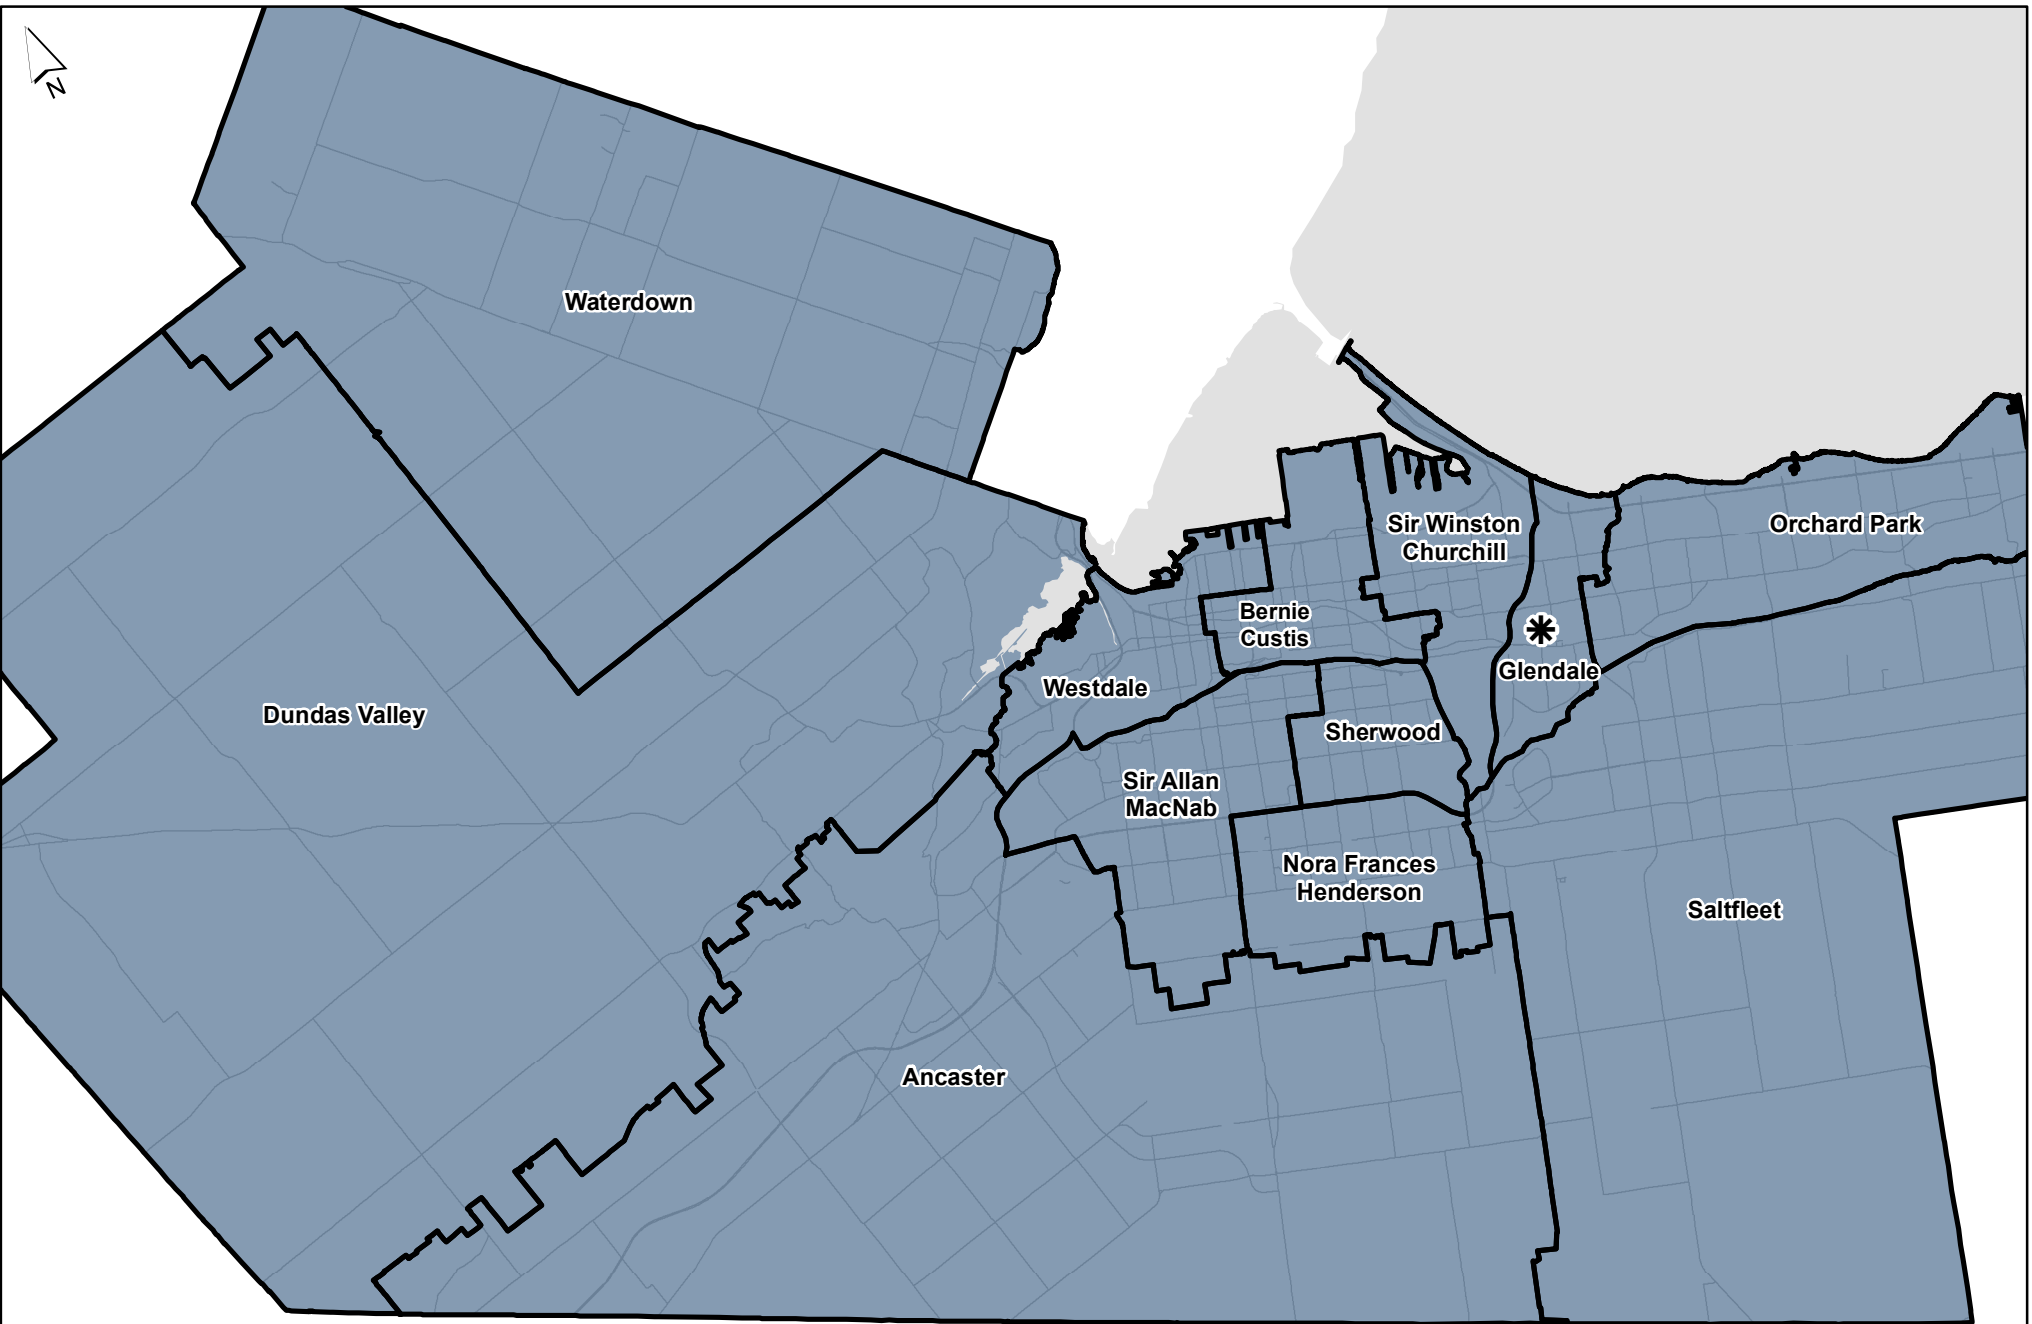 N
Waterdown
Sir Winston
Churchill
Orchard Park
Bernie
Custis
Glendale
Westdale
Dundas Valley
Sherwood
Sir Allan
MacNab
Nora Frances
Henderson
Saltfleet
Ancaster